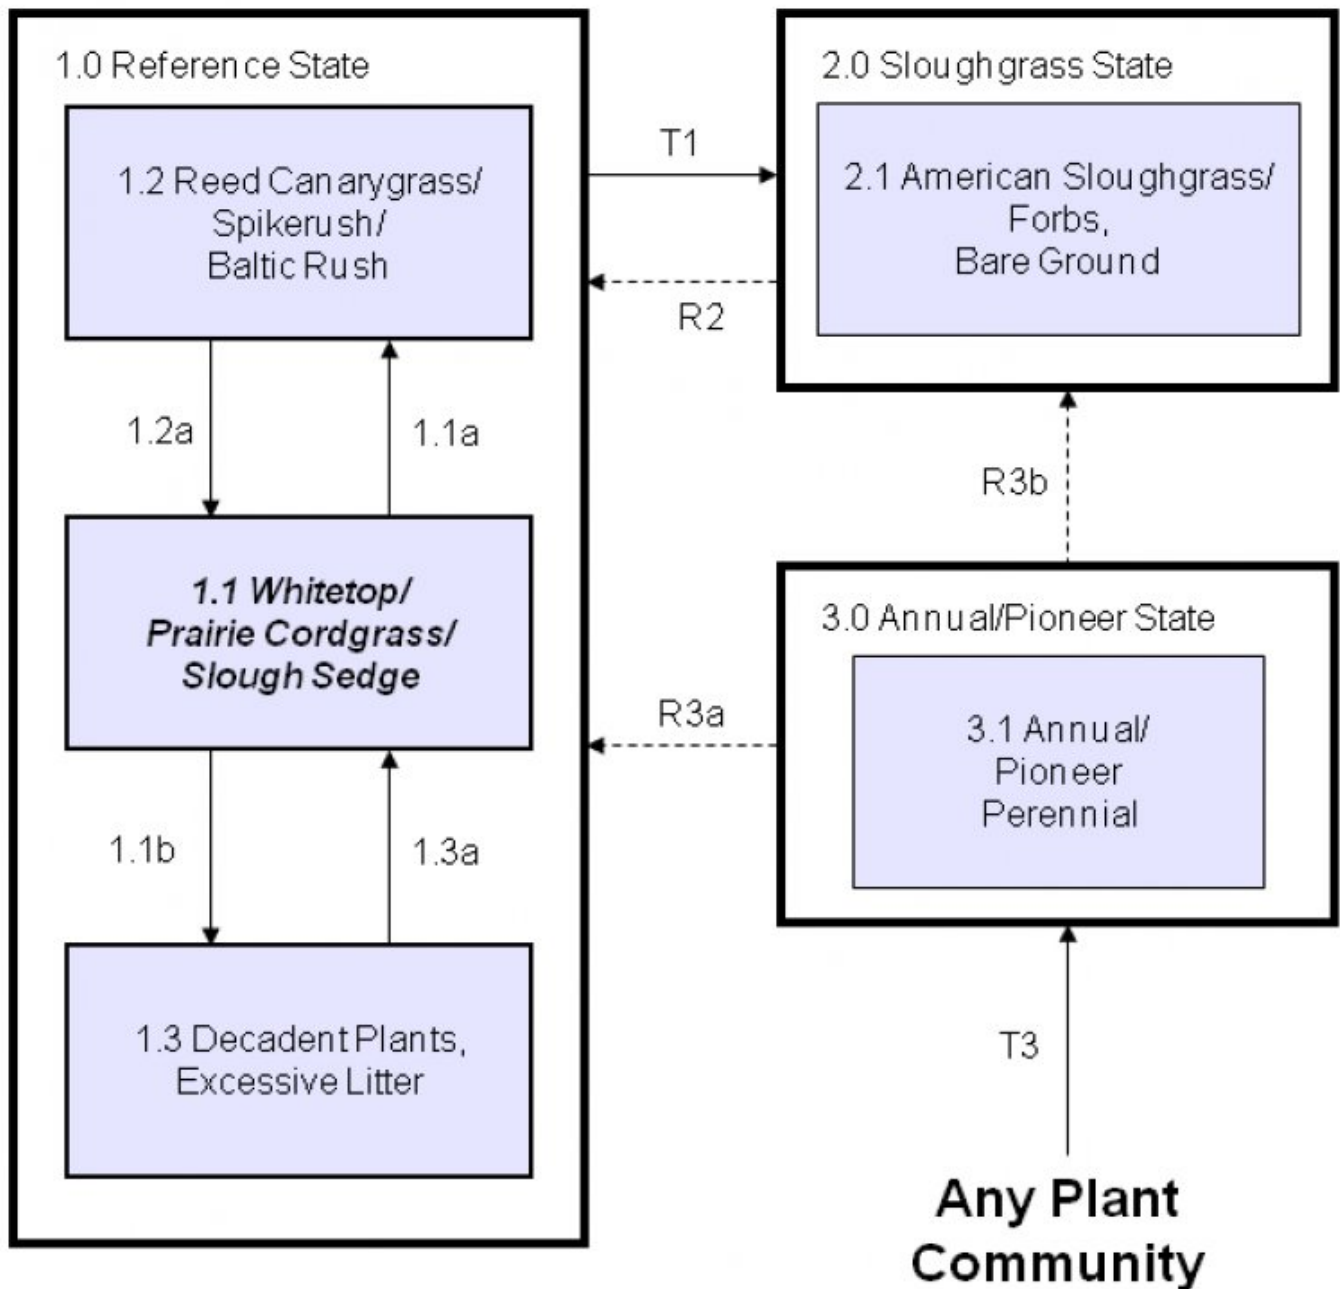 1.0 Reference State
1.2 Reed Canarygrass/
Spikerush/
Baltic Rush
1.2a
1.1a
1.1 Whitetop/
Prairie Cordgrass/
Slough Sedge
1.1b
1.3a
1.3 Decadent Plants,
Excessive Litter
T1
R2
2.0 Sloughgrass State
2.1 American Sloughgrass/
Forbs,
Bare Ground
R3b
R3a
3.0 Annual/Pioneer State
3.1 Annual/
Pioneer
Perennial
T3
Any Plant
Community